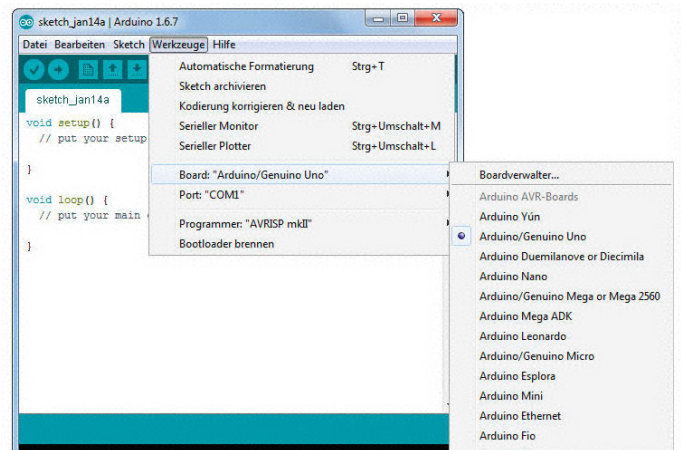 sketch_jan14a | Arduino 1.6.7
Datei Bearbeiten Sketch Werkzeuge Hilfe
sketch_jan14a
void setup() {
// put your setup
}
void loop() {
// put your main
}
Automatische Formatierung Strg+T
Sketch archivieren
Kodierung korrigieren & neu laden
Serieller Monitor Strg+Umschalt+M
Serieller Plotter Strg+Umschalt+L
Board: "Arduino/Genuino Uno"
Port: "COM1"
Programmer: "AVRISP mkII"
Bootloader brennen
Boardverwalter...
Arduino AVR-Boards
Arduino Yún
Arduino/Genuino Uno
Arduino Duemilanove or Diecimila
Arduino Nano
Arduino/Genuino Mega or Mega 2560
Arduino Mega ADK
Arduino Leonardo
Arduino/Genuino Micro
Arduino Esplora
Arduino Mini
Arduino Ethernet
Arduino Fio